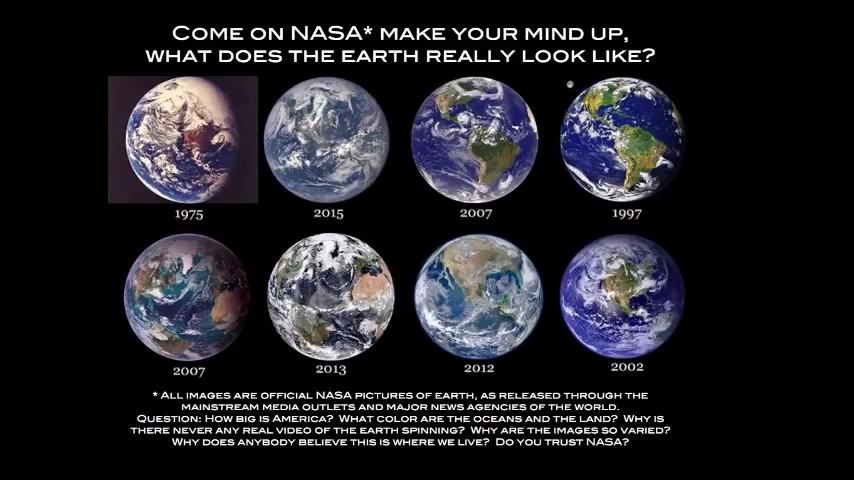 Come on NASA* make your mind up,
what does the earth really look like?
1975
2015
2007
1997
2007
2013
2012
2002
* All images are official NASA pictures of earth, as released through the
mainstream media outlets and major news agencies of the world.
Question: How big is America? What color are the oceans and the land? Why is
there never any real video of the earth spinning? Why are the images so varied?
Why does anybody believe this is where we live? Do you trust NASA?